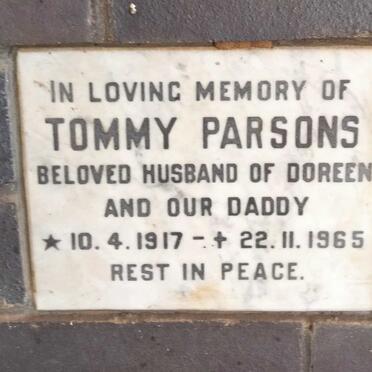 IN LOVING MEMORY OF
TOMMY PARSONS
BELOVED HUSBAND OF DOREEN
AND OUR DADDY
★ 10.4.1917 - ✝ 22.11.1965
REST IN PEACE.